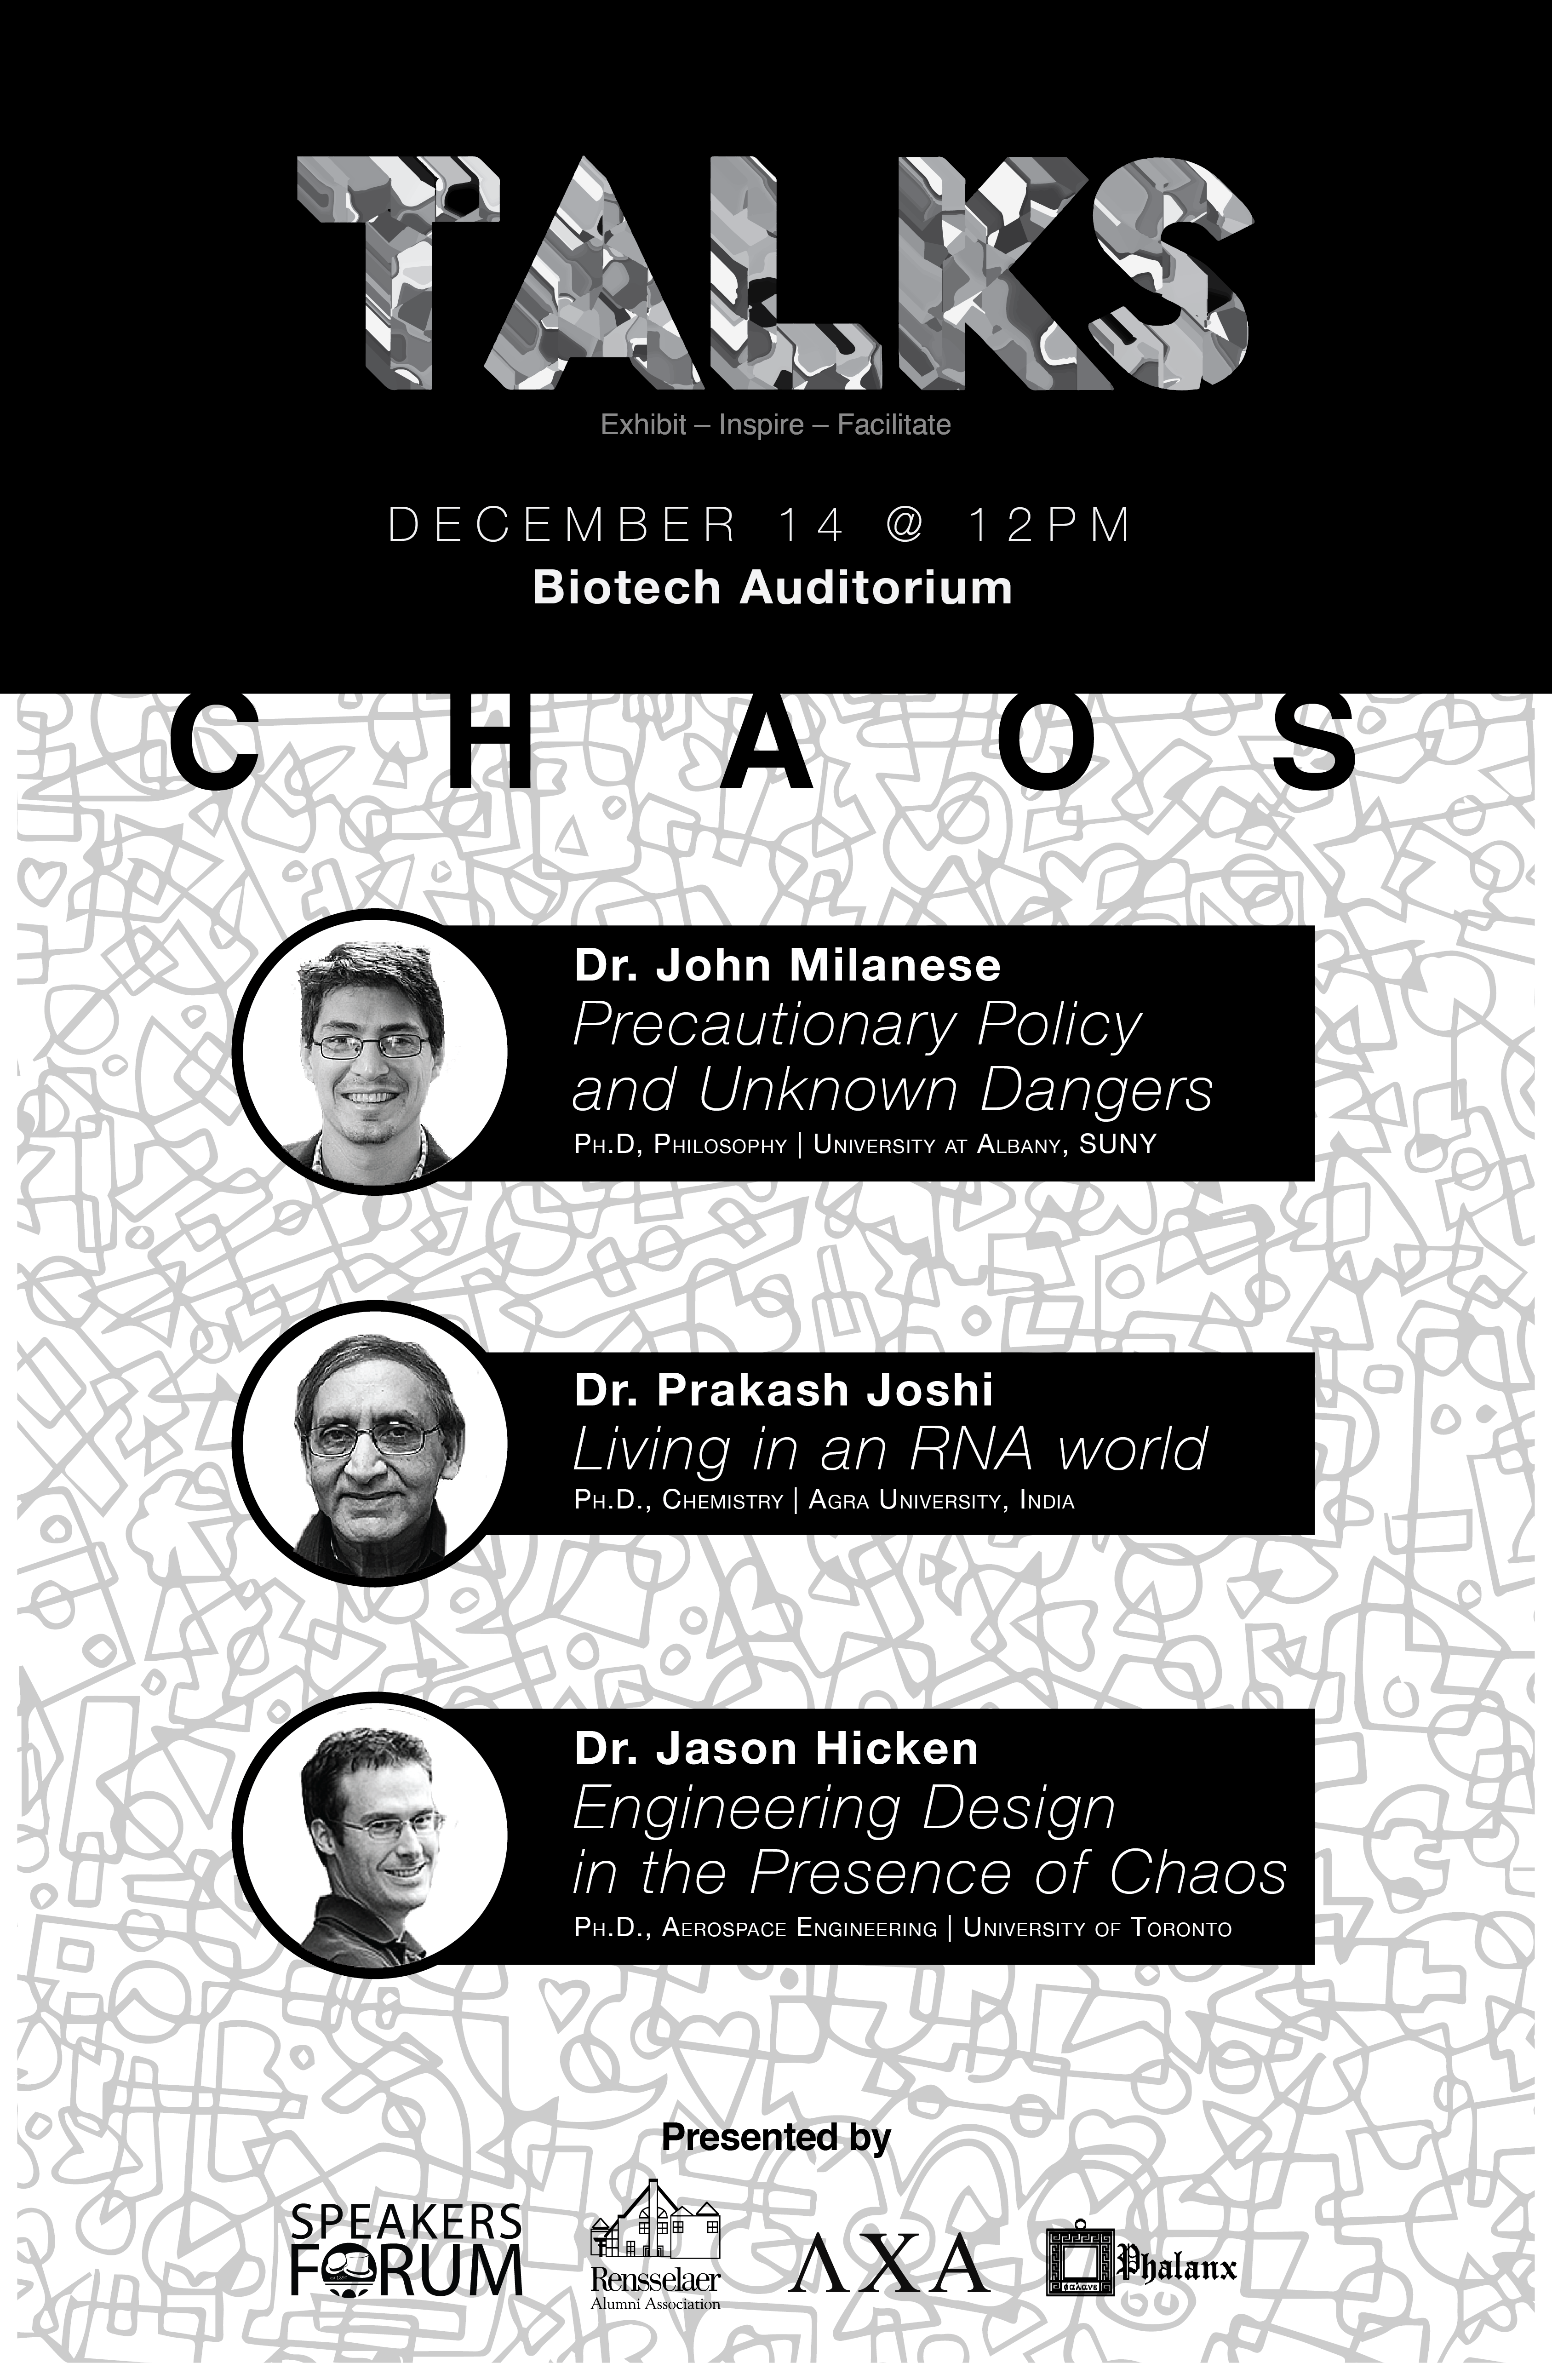 TALKS
Exhibit – Inspire – Facilitate
DECEMBER 14 @ 12PM
Biotech Auditorium
CHAOS
Dr. John Milanese
Precautionary Policy
and Unknown Dangers
Ph.D, Philosophy | University at Albany, SUNY
Dr. Prakash Joshi
Living in an RNA world
Ph.D., Chemistry | Agra University, India
Dr. Jason Hicken
Engineering Design
in the Presence of Chaos
Ph.D., Aerospace Engineering | University of Toronto
Presented by
SPEAKERS
FORUM
Rensselaer
Alumni Association
ΛΧΑ
Phalanx